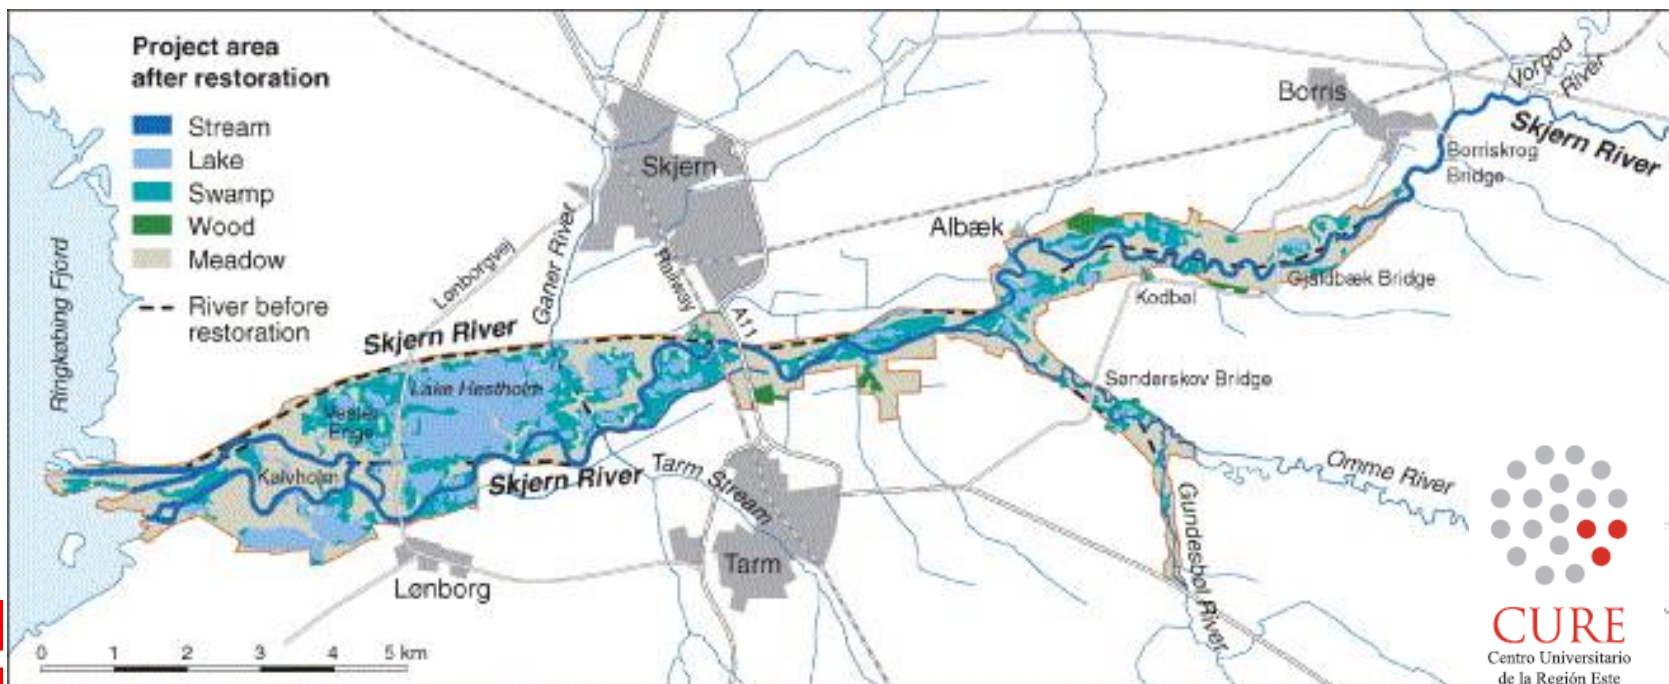 Project area
after restoration
Stream
Lake
Swamp
Wood
Meadow
River before
restoration
Ringkøbing Fjord
Lønborgvej
Ganer River
Skjern
Railway
A11
Skjern River
Lake Hestholm
Vester
Enge
Kalvholm
Skjern River
Tarm Stream
Tarm
Lønborg
Albæk
Borris
Vorgod
River
Skjern River
Borriskrog
Bridge
Gjaldbæk Bridge
Kodbøl
Sønderskov Bridge
Omme River
Gundesbøl River
0 1 2 3 4 5 km
CURE
Centro Universitario
de la Región Este